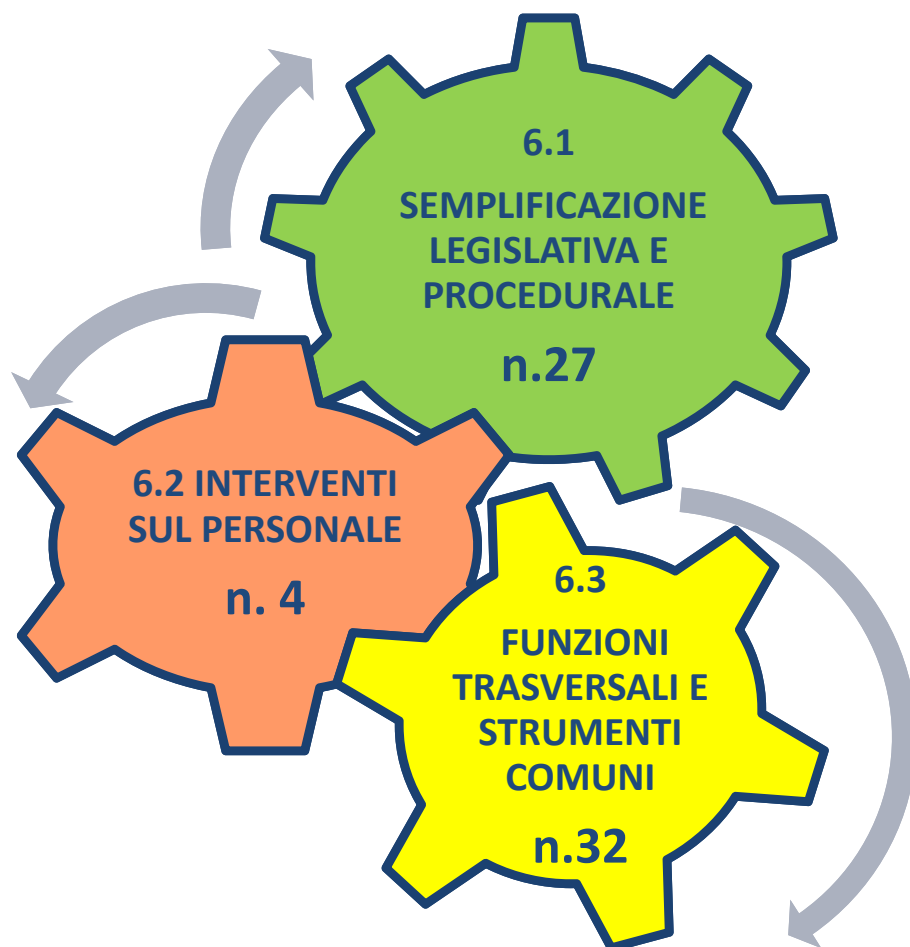 6.1
SEMPLIFICAZIONE
LEGISLATIVA E
PROCEDURALE
n.27
6.2 INTERVENTI
SUL PERSONALE
n. 4
6.3
FUNZIONI
TRASVERSALI E
STRUMENTI
COMUNI
n.32